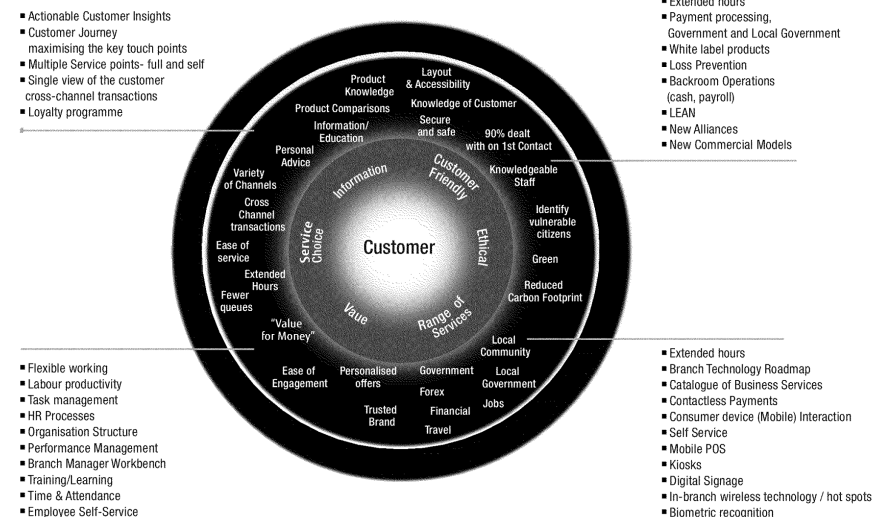 ■ Actionable Customer Insights
■ Customer Journey
maximising the key touch points
■ Multiple Service points- full and self
■ Single view of the customer
cross-channel transactions
■ Loyalty programme
■ Extended hours
■ Payment processing,
Government and Local Government
■ White label products
■ Loss Prevention
■ Backroom Operations
(cash, payroll)
■ LEAN
■ New Alliances
■ New Commercial Models
Product
Knowledge
Layout
& Accessibility
Product Comparisons
Knowledge of Customer
Information/
Education
Secure
and safe
90% dealt
with on 1st Contact
Personal
Advice
Knowledgeable
Staff
Variety
of Channels
Cross
Channel
transactions
Identify
vulnerable
citizens
Ease of
service
Green
Extended
Hours
Reduced
Carbon Footprint
Fewer
queues
"Value
for Money"
Local
Community
Ease of
Engagement
Personalised
offers
Government
Local
Government
Forex
Jobs
Trusted
Brand
Financial
Travel
Information
Customer
Friendly
Service
Choice
Ethical
Vaue
Range of
Services
Customer
■ Flexible working
■ Labour productivity
■ Task management
■ HR Processes
■ Organisation Structure
■ Performance Management
■ Branch Manager Workbench
■ Training/Learning
■ Time & Attendance
■ Employee Self-Service
■ Extended hours
■ Branch Technology Roadmap
■ Catalogue of Business Services
■ Contactless Payments
■ Consumer device (Mobile) Interaction
■ Self Service
■ Mobile POS
■ Kiosks
■ Digital Signage
■ In-branch wireless technology / hot spots
■ Biometric recognition